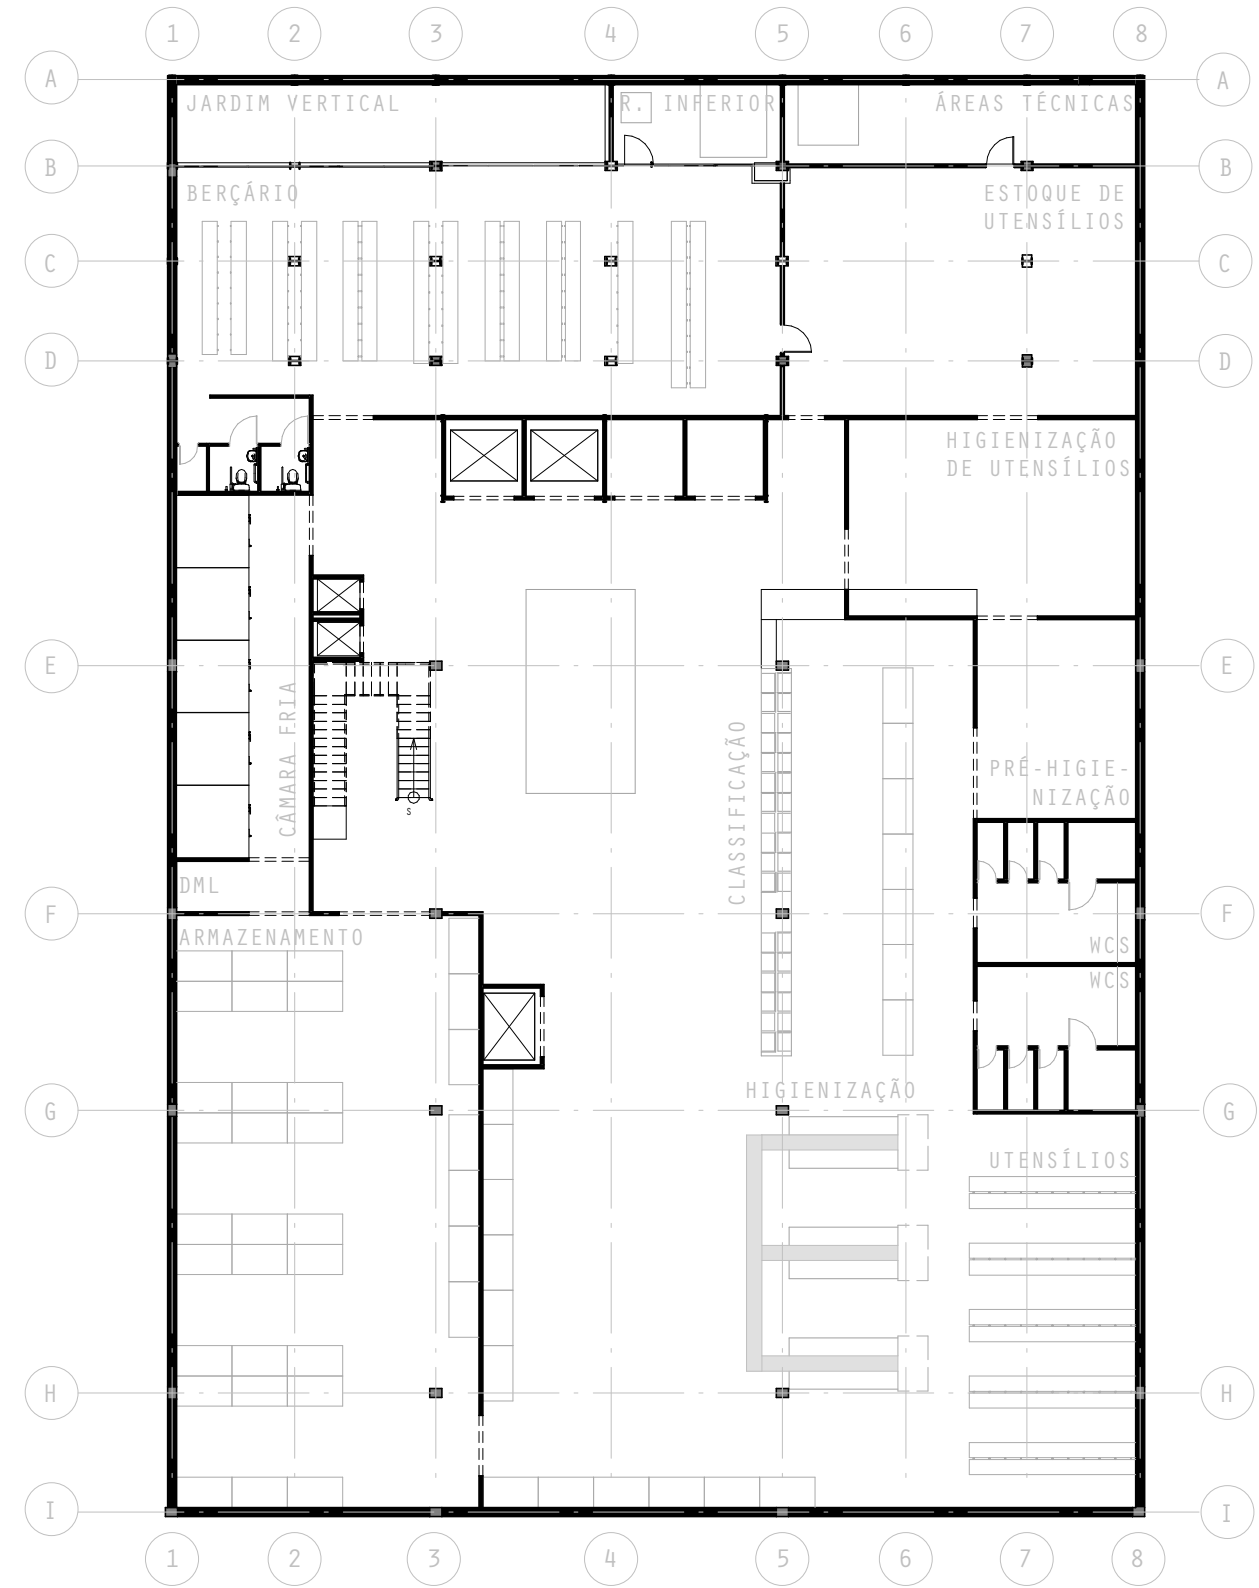 1 2 3 4 5 6 7 8
A A
JARDIM VERTICAL R. INFERIOR ÁREAS TÉCNICAS
B B
BERÇÁRIO
ESTOQUE DE
UTENSÍLIOS
C C
D D
HIGIENIZAÇÃO
DE UTENSÍLIOS
E E
CÂMARA FRIA
CLASSIFICAÇÃO
PRÉ-HIGIE-
NIZAÇÃO
S
DML
F F
ARMAZENAMENTO
WCS
WCS
HIGIENIZAÇÃO
G G
UTENSÍLIOS
H H
I I
1 2 3 4 5 6 7 8